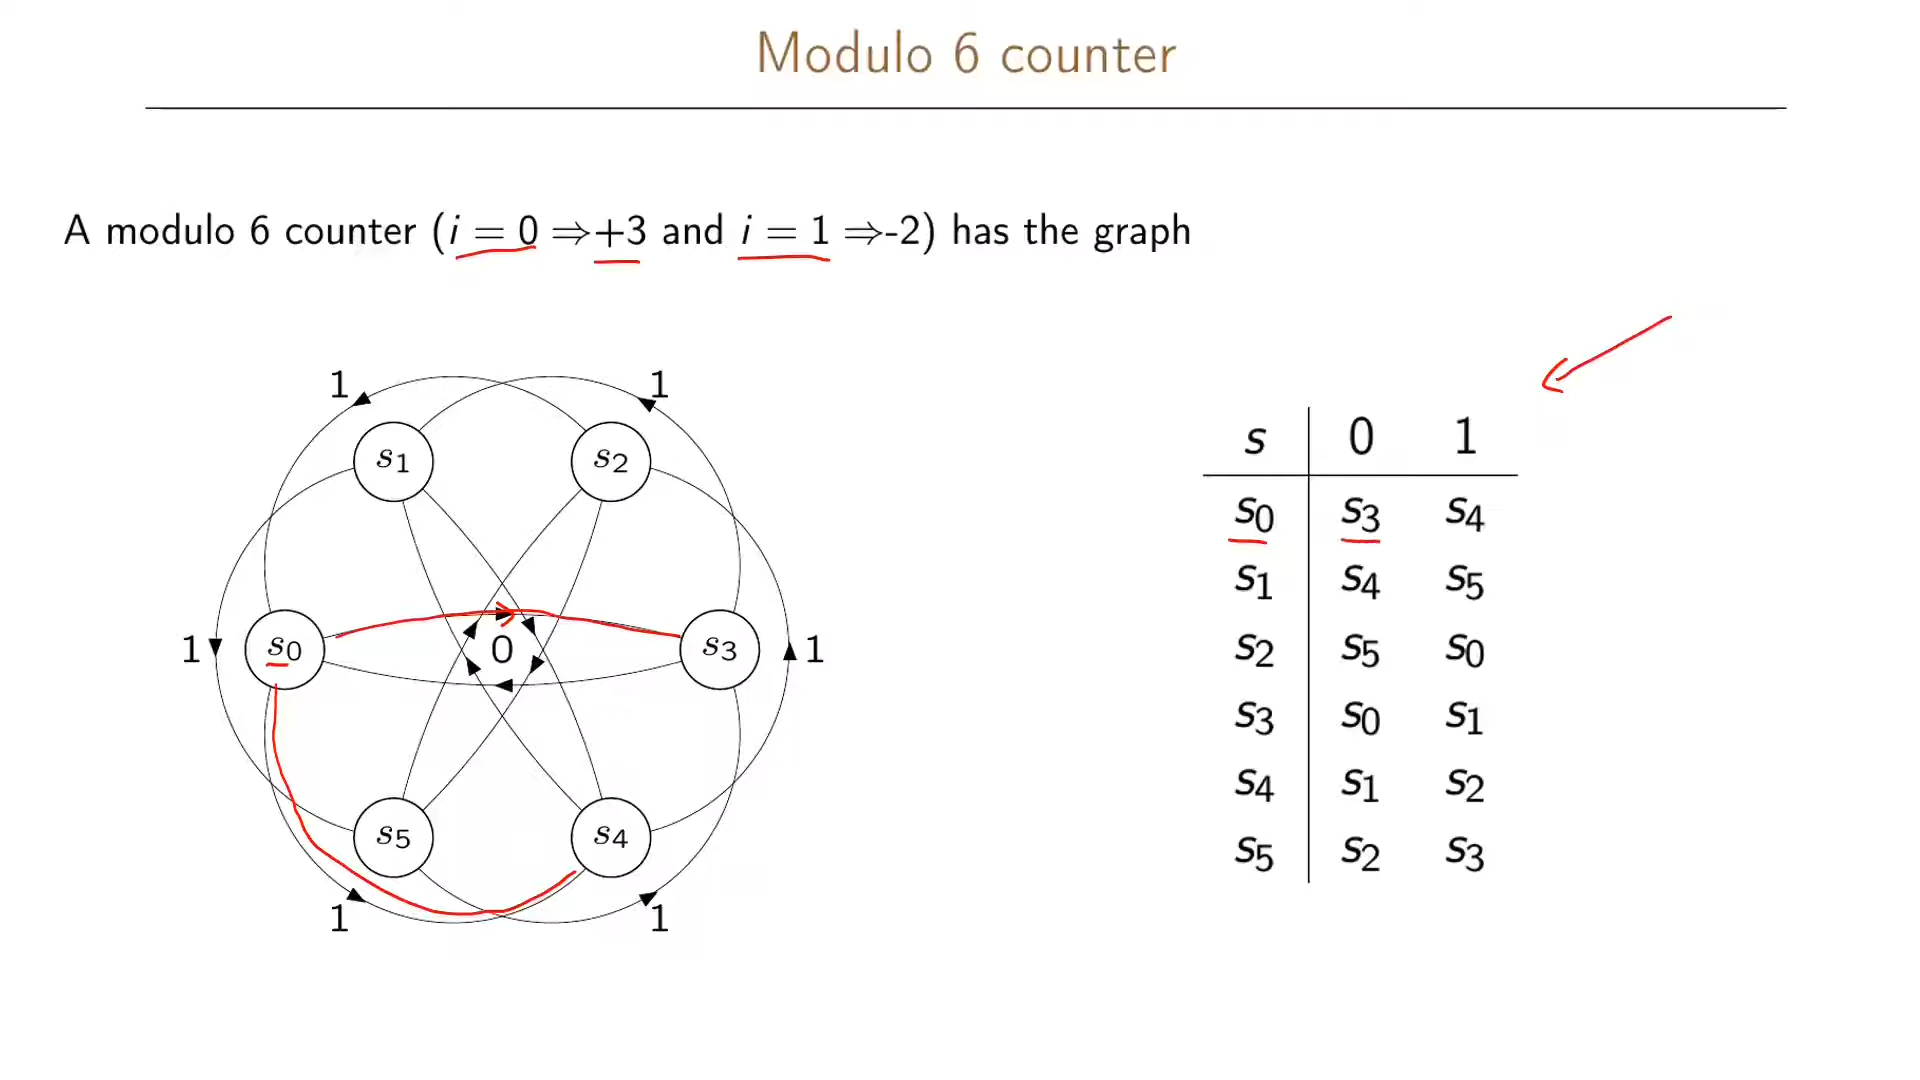 Modulo 6 counter
A modulo 6 counter (i = 0 ⇒+3 and i = 1 ⇒-2) has the graph
1 1
s1 s2
1 s0 0 s3 1
s5 s4
1 1
s 0 1
s0 s3 s4
s1 s4 s5
s2 s5 s0
s3 s0 s1
s4 s1 s2
s5 s2 s3